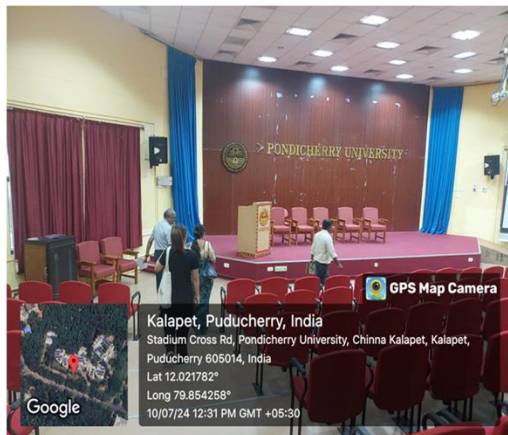 PONDICHERRY UNIVERSITY
GPS Map Camera
Kalapet, Puducherry, India
Stadium Cross Rd, Pondicherry University, Chinna Kalapet, Kalapet,
Puducherry 605014, India
Lat 12.021782°
Long 79.854258°
10/07/24 12:31 PM GMT +05:30
Google